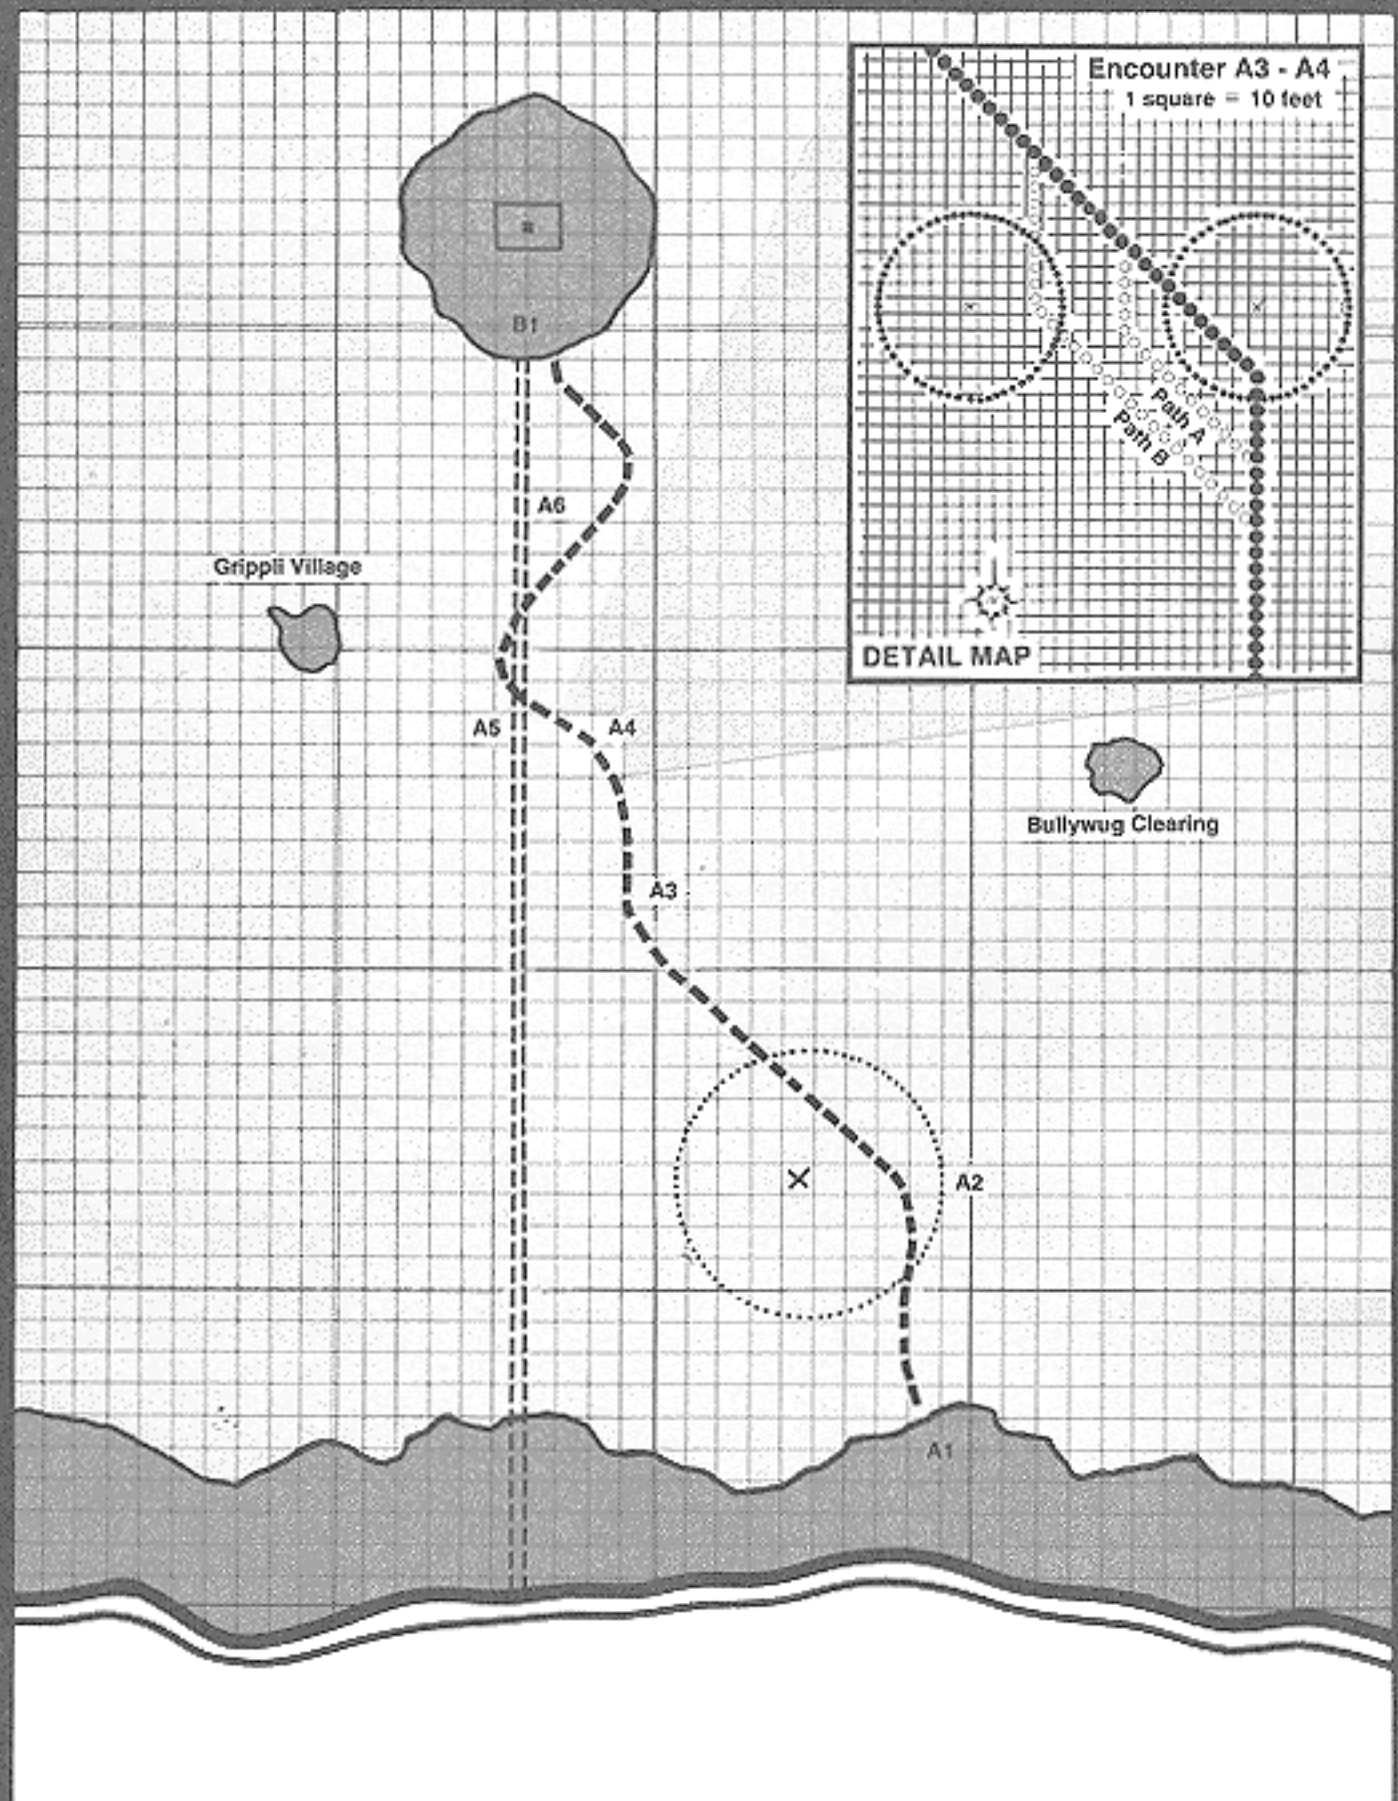 Encounter A3 - A4
1 square = 10 feet
Path A
Path B
DETAIL MAP
B1
A6
Grippli Village
A5
A4
Bullywug Clearing
A3
A2
A1